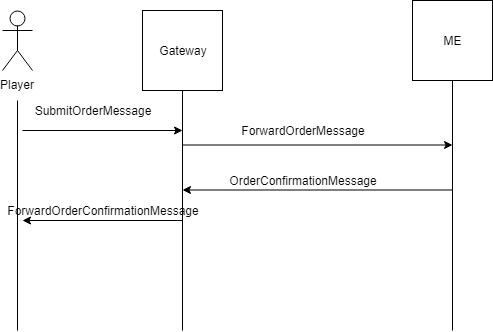 Gateway
ME
Player
SubmitOrderMessage
ForwardOrderMessage
OrderConfirmationMessage
ForwardOrderConfirmationMessage